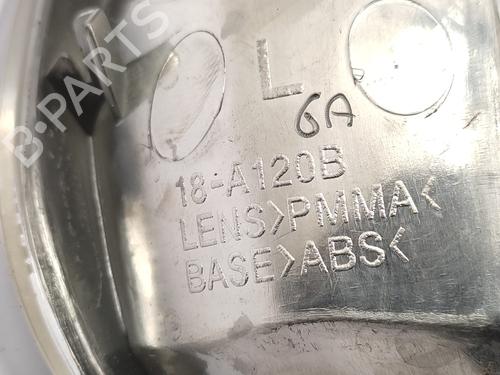 B-PARTS
L
6A
18-A120B
LENS>PMMA<
BASE>ABS<